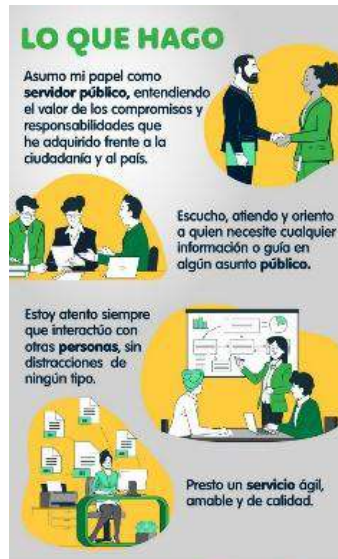 LO QUE HAGO
Asumo mi papel como
servidor público, entendiendo
el valor de los compromisos y
responsabilidades que
he adquirido frente a la
ciudadanía y al país.
Escucho, atiendo y oriento
a quien necesite cualquier
información o guía en
algún asunto público.
Estoy atento siempre
que interactúo con
otras personas, sin
distracciones de
ningún tipo.
Presto un servicio ágil,
amable y de calidad.